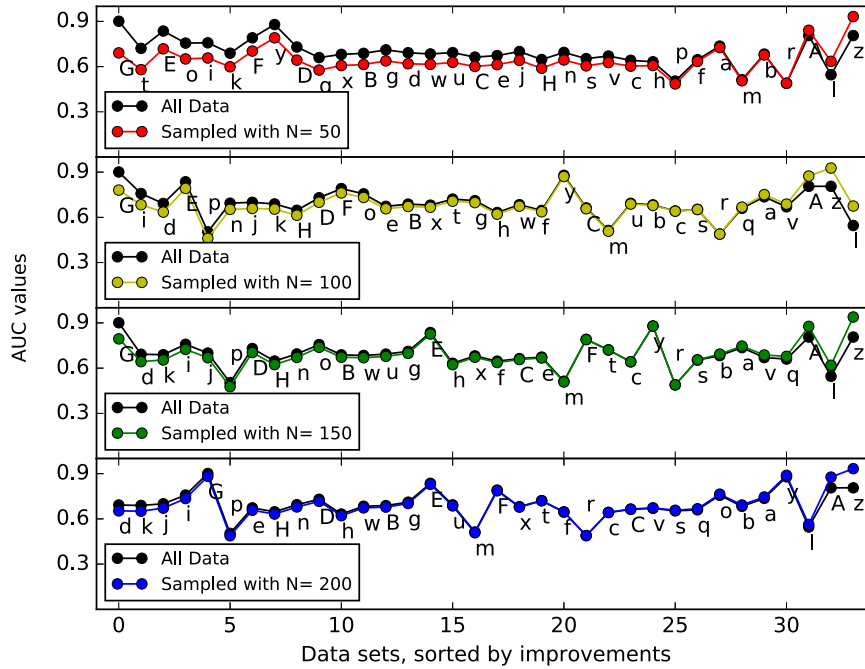 AUC values
0.9
0.6
0.3
G t E o i k F y D q x B g d w u C e j H n s v c h p f a m b r A l z
All Data
Sampled with N= 50
0.9
0.6
0.3
G i d E p n j k H D F o e B x t g h w f y C m u b c s r q a v A z l
All Data
Sampled with N= 100
0.9
0.6
0.3
G d k i j p D H n o B w u g E h x f C e m F t c y r s b a v q A l z
All Data
Sampled with N= 150
0.9
0.6
0.3
d k j i G p e H n D h w B g E u m F x t f r c C v s q o b a y l A z
All Data
Sampled with N= 200
0 5 10 15 20 25 30
Data sets, sorted by improvements